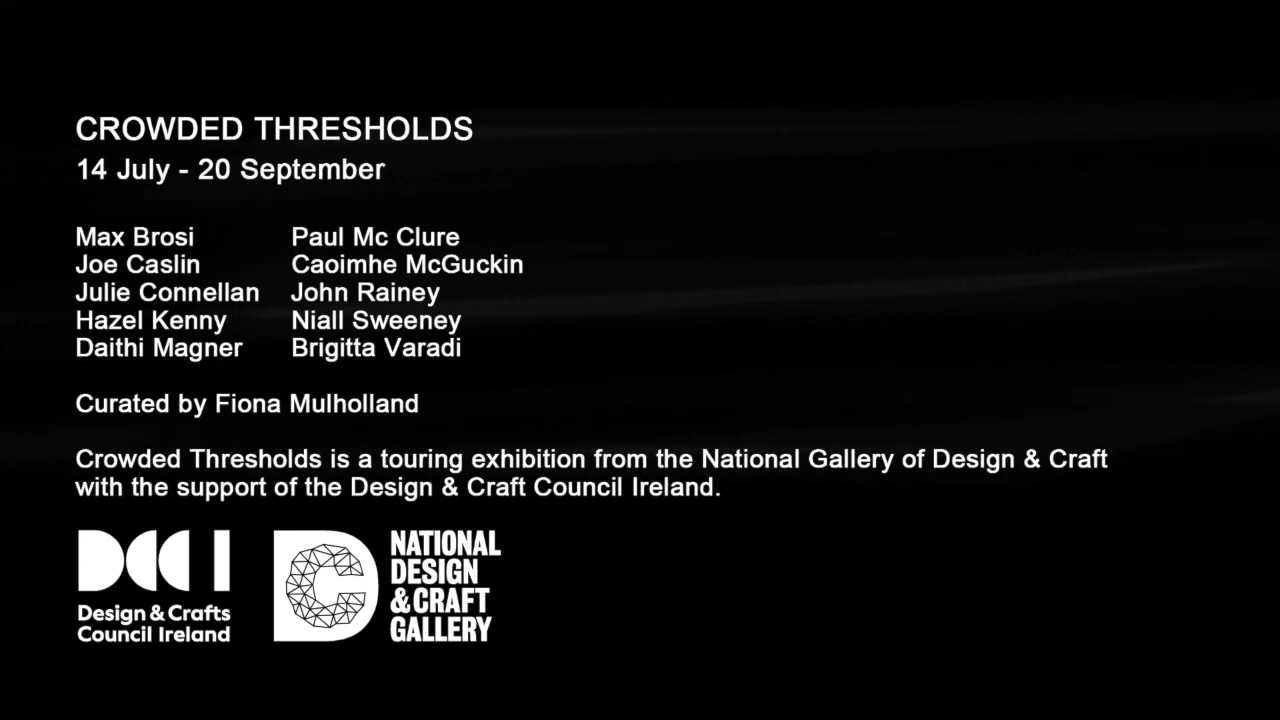 CROWDED THRESHOLDS
14 July - 20 September
Max Brosi
Joe Caslin
Julie Connellan
Hazel Kenny
Daithi Magner
Paul Mc Clure
Caoimhe McGuckin
John Rainey
Niall Sweeney
Brigitta Varadi
Curated by Fiona Mulholland
Crowded Thresholds is a touring exhibition from the National Gallery of Design & Craft
with the support of the Design & Craft Council Ireland.
DCCI
Design & Crafts
Council Ireland
DC
NATIONAL
DESIGN
& CRAFT
GALLERY